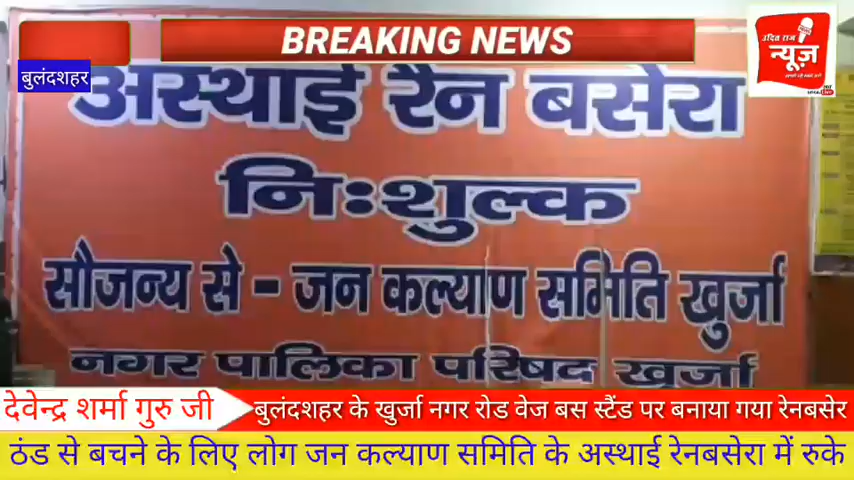 BREAKING NEWS
उदित राज
न्यूज़
बुलंदशहर
अस्थाई रैन बसेरा
निःशुल्क
सौजन्य से - जन कल्याण समिति खुर्जा
नगर पालिका परिषद खुर्जा
देवेन्द्र शर्मा गुरु जी
बुलंदशहर के खुर्जा नगर रोड वेज बस स्टैंड पर बनाया गया रेनबसेर
ठंड से बचने के लिए लोग जन कल्याण समिति के अस्थाई रेनबसेरा में रुके